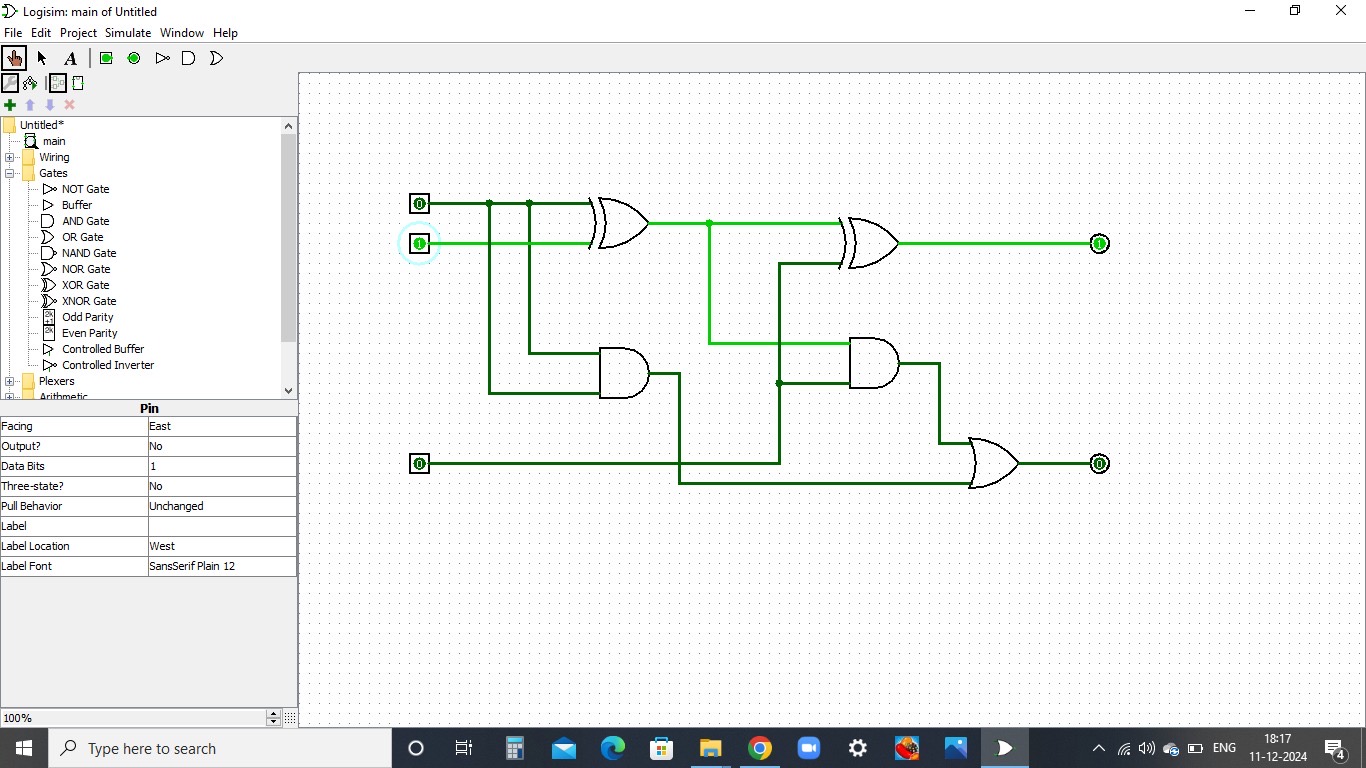 Logisim: main of Untitled
File Edit Project Simulate Window Help
A
Untitled*
main
Wiring
Gates
NOT Gate
Buffer
AND Gate
OR Gate
NAND Gate
NOR Gate
XOR Gate
XNOR Gate
Odd Parity
Even Parity
Controlled Buffer
Controlled Inverter
Plexers
Arithmetic
Pin
Facing East
Output? No
Data Bits 1
Three-state? No
Pull Behavior Unchanged
Label
Label Location West
Label Font SansSerif Plain 12
100%
0
1
1
0
0
Type here to search
ENG
18:17
11-12-2024
4